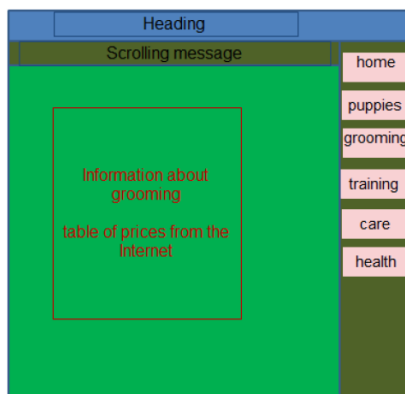 Heading
Scrolling message
home
puppies
grooming
training
care
health
Information about
grooming
table of prices from the
Internet